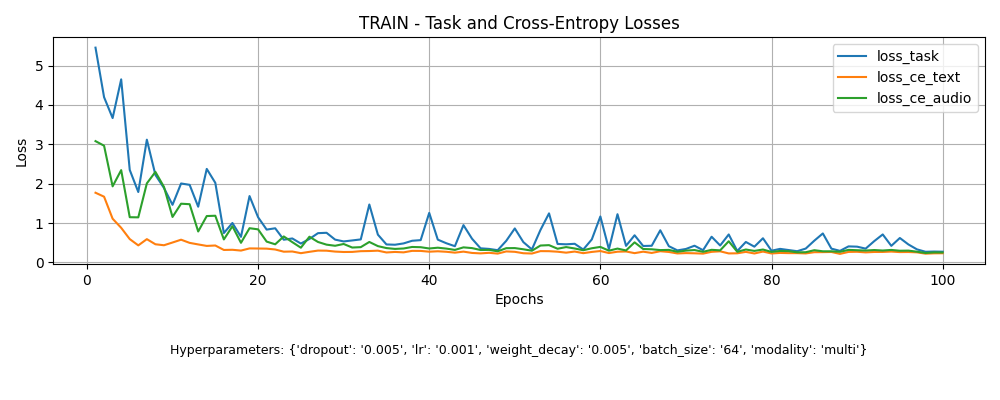 TRAIN - Task and Cross-Entropy Losses
loss_task
loss_ce_text
loss_ce_audio
Loss
5
4
3
2
1
0
0 20 40 60 80 100
Epochs
Hyperparameters: {'dropout': '0.005', 'lr': '0.001', 'weight_decay': '0.005', 'batch_size': '64', 'modality': 'multi'}